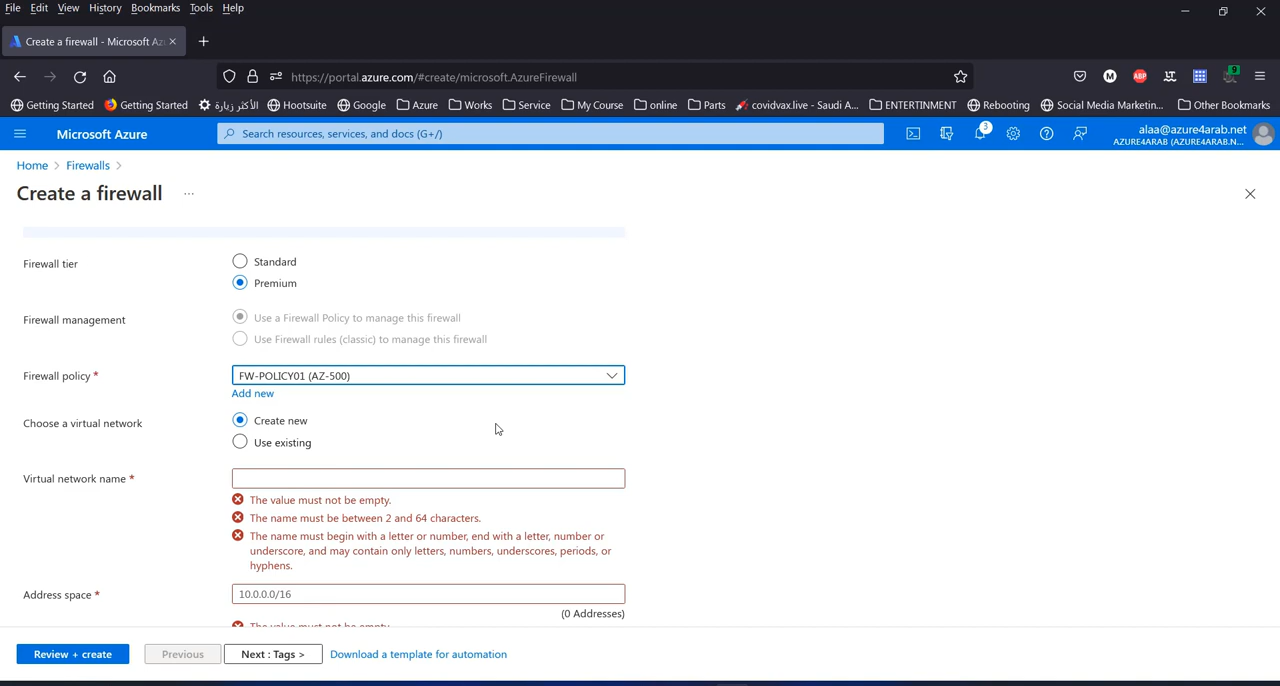 File Edit View History Bookmarks Tools Help
Create a firewall - Microsoft Az
https://portal.azure.com/#create/microsoft.AzureFirewall
M ABP 9
Getting Started Getting Started الأكثر زيارة Hootsuite Google Azure Works Service My Course online Parts covidvax.live - Saudi A... ENTERTINMENT Rebooting Social Media Marketin... Other Bookmarks
Microsoft Azure
Search resources, services, and docs (G+/)
3
alaa@azure4arab.net
AZURE4ARAB (AZURE4ARAB.N...
Home > Firewalls >
Create a firewall ...
Firewall tier
Standard
Premium
Firewall management
Use a Firewall Policy to manage this firewall
Use Firewall rules (classic) to manage this firewall
Firewall policy *
FW-POLICY01 (AZ-500)
Add new
Choose a virtual network
Create new
Use existing
Virtual network name *
The value must not be empty.
The name must be between 2 and 64 characters.
The name must begin with a letter or number, end with a letter, number or
underscore, and may contain only letters, numbers, underscores, periods, or
hyphens.
Address space *
10.0.0.0/16
(0 Addresses)
The value must not be empty.
Review + create Previous Next : Tags > Download a template for automation